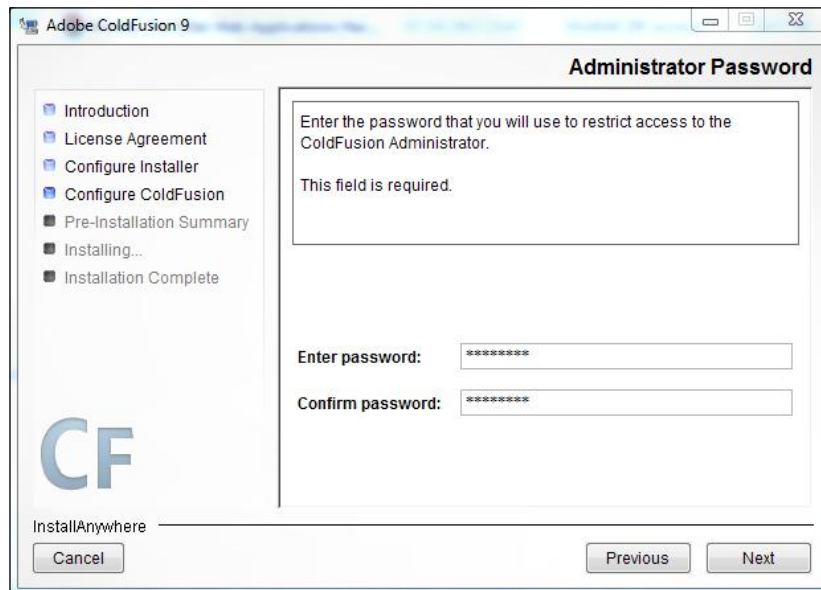 Adobe ColdFusion 9
Administrator Password
Introduction
License Agreement
Configure Installer
Configure ColdFusion
Pre-Installation Summary
Installing...
Installation Complete
CF
Enter the password that you will use to restrict access to the
ColdFusion Administrator.
This field is required.
Enter password: ********
Confirm password: ********
InstallAnywhere
Cancel
Previous
Next